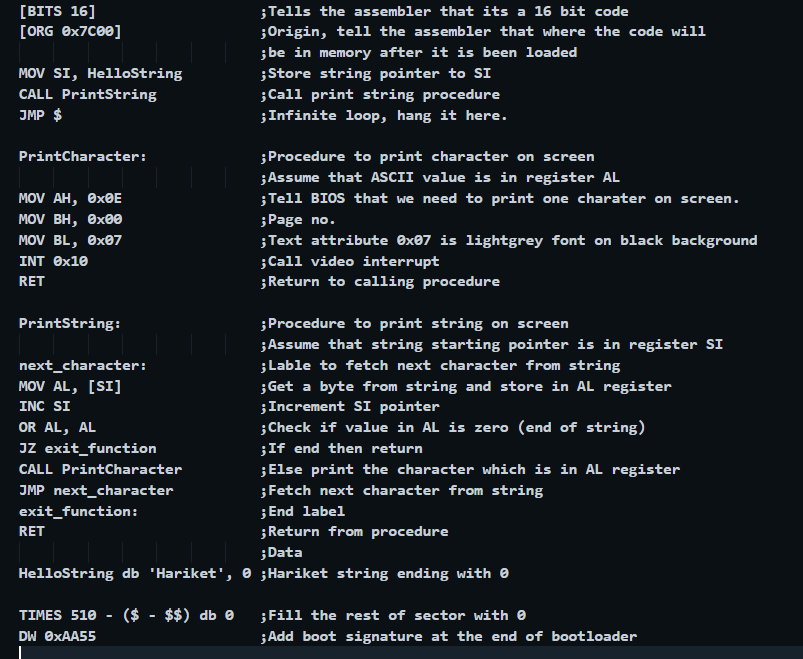 [BITS 16] ;Tells the assembler that its a 16 bit code
[ORG 0x7C00] ;Origin, tell the assembler that where the code will
;be in memory after it is been loaded
MOV SI, HelloString ;Store string pointer to SI
CALL PrintString ;Call print string procedure
JMP $ ;Infinite loop, hang it here.
PrintCharacter: ;Procedure to print character on screen
;Assume that ASCII value is in register AL
MOV AH, 0x0E ;Tell BIOS that we need to print one charater on screen.
MOV BH, 0x00 ;Page no.
MOV BL, 0x07 ;Text attribute 0x07 is lightgrey font on black background
INT 0x10 ;Call video interrupt
RET ;Return to calling procedure
PrintString: ;Procedure to print string on screen
;Assume that string starting pointer is in register SI
next_character: ;Lable to fetch next character from string
MOV AL, [SI] ;Get a byte from string and store in AL register
INC SI ;Increment SI pointer
OR AL, AL ;Check if value in AL is zero (end of string)
JZ exit_function ;If end then return
CALL PrintCharacter ;Else print the character which is in AL register
JMP next_character ;Fetch next character from string
exit_function: ;End label
RET ;Return from procedure
;Data
HelloString db 'Hariket', 0 ;Hariket string ending with 0
TIMES 510 - ($ - $$) db 0 ;Fill the rest of sector with 0
DW 0xAA55 ;Add boot signature at the end of bootloader